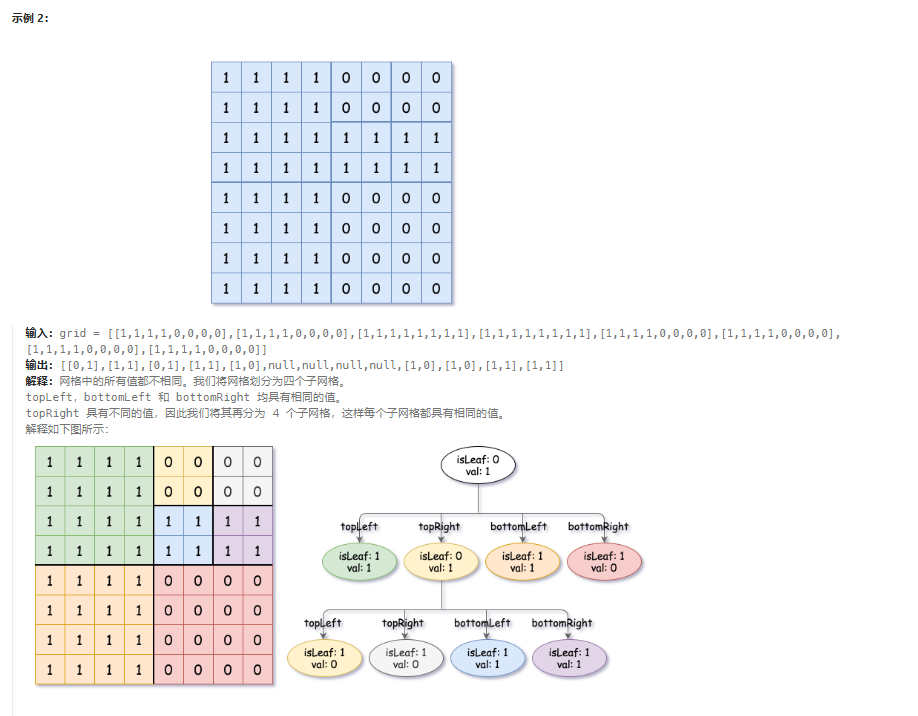 示例 2：
1 1 1 1 0 0 0 0
1 1 1 1 0 0 0 0
1 1 1 1 1 1 1 1
1 1 1 1 1 1 1 1
1 1 1 1 0 0 0 0
1 1 1 1 0 0 0 0
1 1 1 1 0 0 0 0
1 1 1 1 0 0 0 0
输入：grid = [[1,1,1,1,0,0,0,0],[1,1,1,1,0,0,0,0],[1,1,1,1,1,1,1,1],[1,1,1,1,1,1,1,1],[1,1,1,1,0,0,0,0],[1,1,1,1,0,0,0,0],
[1,1,1,1,0,0,0,0],[1,1,1,1,0,0,0,0]]
输出：[[0,1],[1,1],[0,1],[1,1],[1,0],null,null,null,null,[1,0],[1,0],[1,1],[1,1]]
解释：网格中的所有值都不相同。我们将网格划分为四个子网格。
topLeft，bottomLeft 和 bottomRight 均具有相同的值。
topRight 具有不同的值，因此我们将其再分为 4 个子网格，这样每个子网格都具有相同的值。
解释如下图所示：
1 1 1 1 0 0 0 0
1 1 1 1 0 0 0 0
1 1 1 1 1 1 1 1
1 1 1 1 1 1 1 1
1 1 1 1 0 0 0 0
1 1 1 1 0 0 0 0
1 1 1 1 0 0 0 0
1 1 1 1 0 0 0 0
isLeaf: 0
val: 1
topLeft topRight bottomLeft bottomRight
isLeaf: 1 isLeaf: 0 isLeaf: 1 isLeaf: 1
val: 1 val: 1 val: 1 val: 0
topLeft topRight bottomLeft bottomRight
isLeaf: 1 isLeaf: 1 isLeaf: 1 isLeaf: 1
val: 0 val: 0 val: 1 val: 1